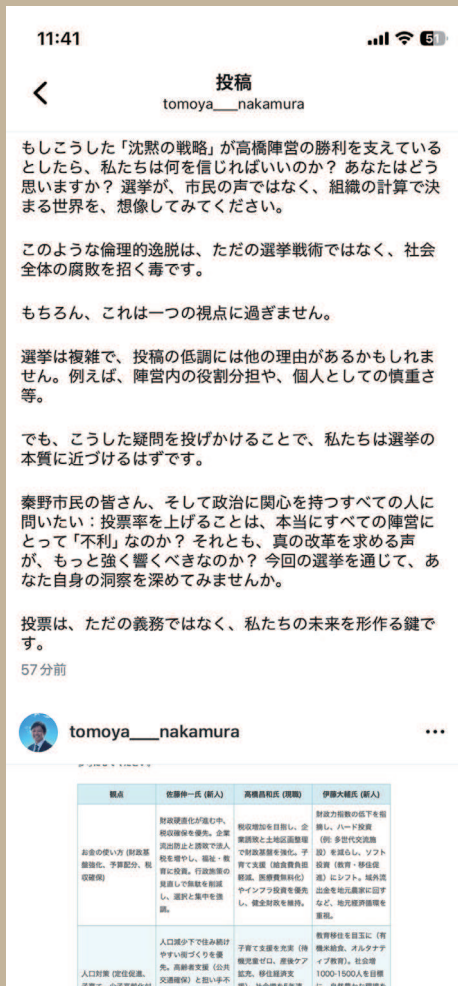 11:41
51
投稿
tomoya___nakamura
もしこうした「沈黙の戦略」が高橋陣営の勝利を支えている
としたら、私たちは何を信じればいいのか? あなたはどう
思いますか? 選挙が、市民の声ではなく、組織の計算で決
まる世界を、想像してみてください。
このような倫理的逸脱は、ただの選挙戦術ではなく、社会
全体の腐敗を招く毒です。
もちろん、これは一つの視点に過ぎません。
選挙は複雑で、投稿の低調には他の理由があるかもしれま
せん。例えば、陣営内の役割分担や、個人としての慎重さ
等。
でも、こうした疑問を投げかけることで、私たちは選挙の
本質に近づけるはずです。
秦野市民の皆さん、そして政治に関心を持つすべての人に
問いたい:投票率を上げることは、本当にすべての陣営に
とって「不利」なのか? それとも、真の改革を求める声
が、もっと強く響くべきなのか? 今回の選挙を通じて、あ
なた自身の洞察を深めてみませんか。
投票は、ただの義務ではなく、私たちの未来を形作る鍵で
す。
57分前
tomoya___nakamura
観点
佐藤伸一氏 (新人)
高橋昌和氏 (現職)
伊藤大輔氏 (新人)
お金の使い方 (財政基
盤強化、予算配分、税
収確保)
財政硬直化が進む中、
税収確保を優先。企業
流出防止と誘致で法人
税を増やし、福祉・教
育に投資。行政施策の
見直しで無駄を削減
し、選択と集中を強
調。
税収増加を目指し、企
業誘致と土地区画整理
で財政基盤を強化。子
育て支援 (給食費負担
軽減、医療費無料化)
やインフラ投資を優先
し、健全財政を維持。
財政力指数の低下を指
摘し、ハード投資
(例: 多世代交流施
設) を減らし、ソフト
投資 (教育・移住促
進) にシフト。域外流
出金を地元農家に回す
など、地元経済循環を
重視。
人口対策 (定住促進、
人口減少下で住み続け
やすい街づくりを優
先。高齢者支援 (公共
交通確保) と担い手不
子育て支援を充実 (待
機児童ゼロ、産後ケア
拡充、移住経済支
教育移住を目玉に (有
機米給食、オルタナテ
ィブ教育)。社会増
1000-1500人を目標